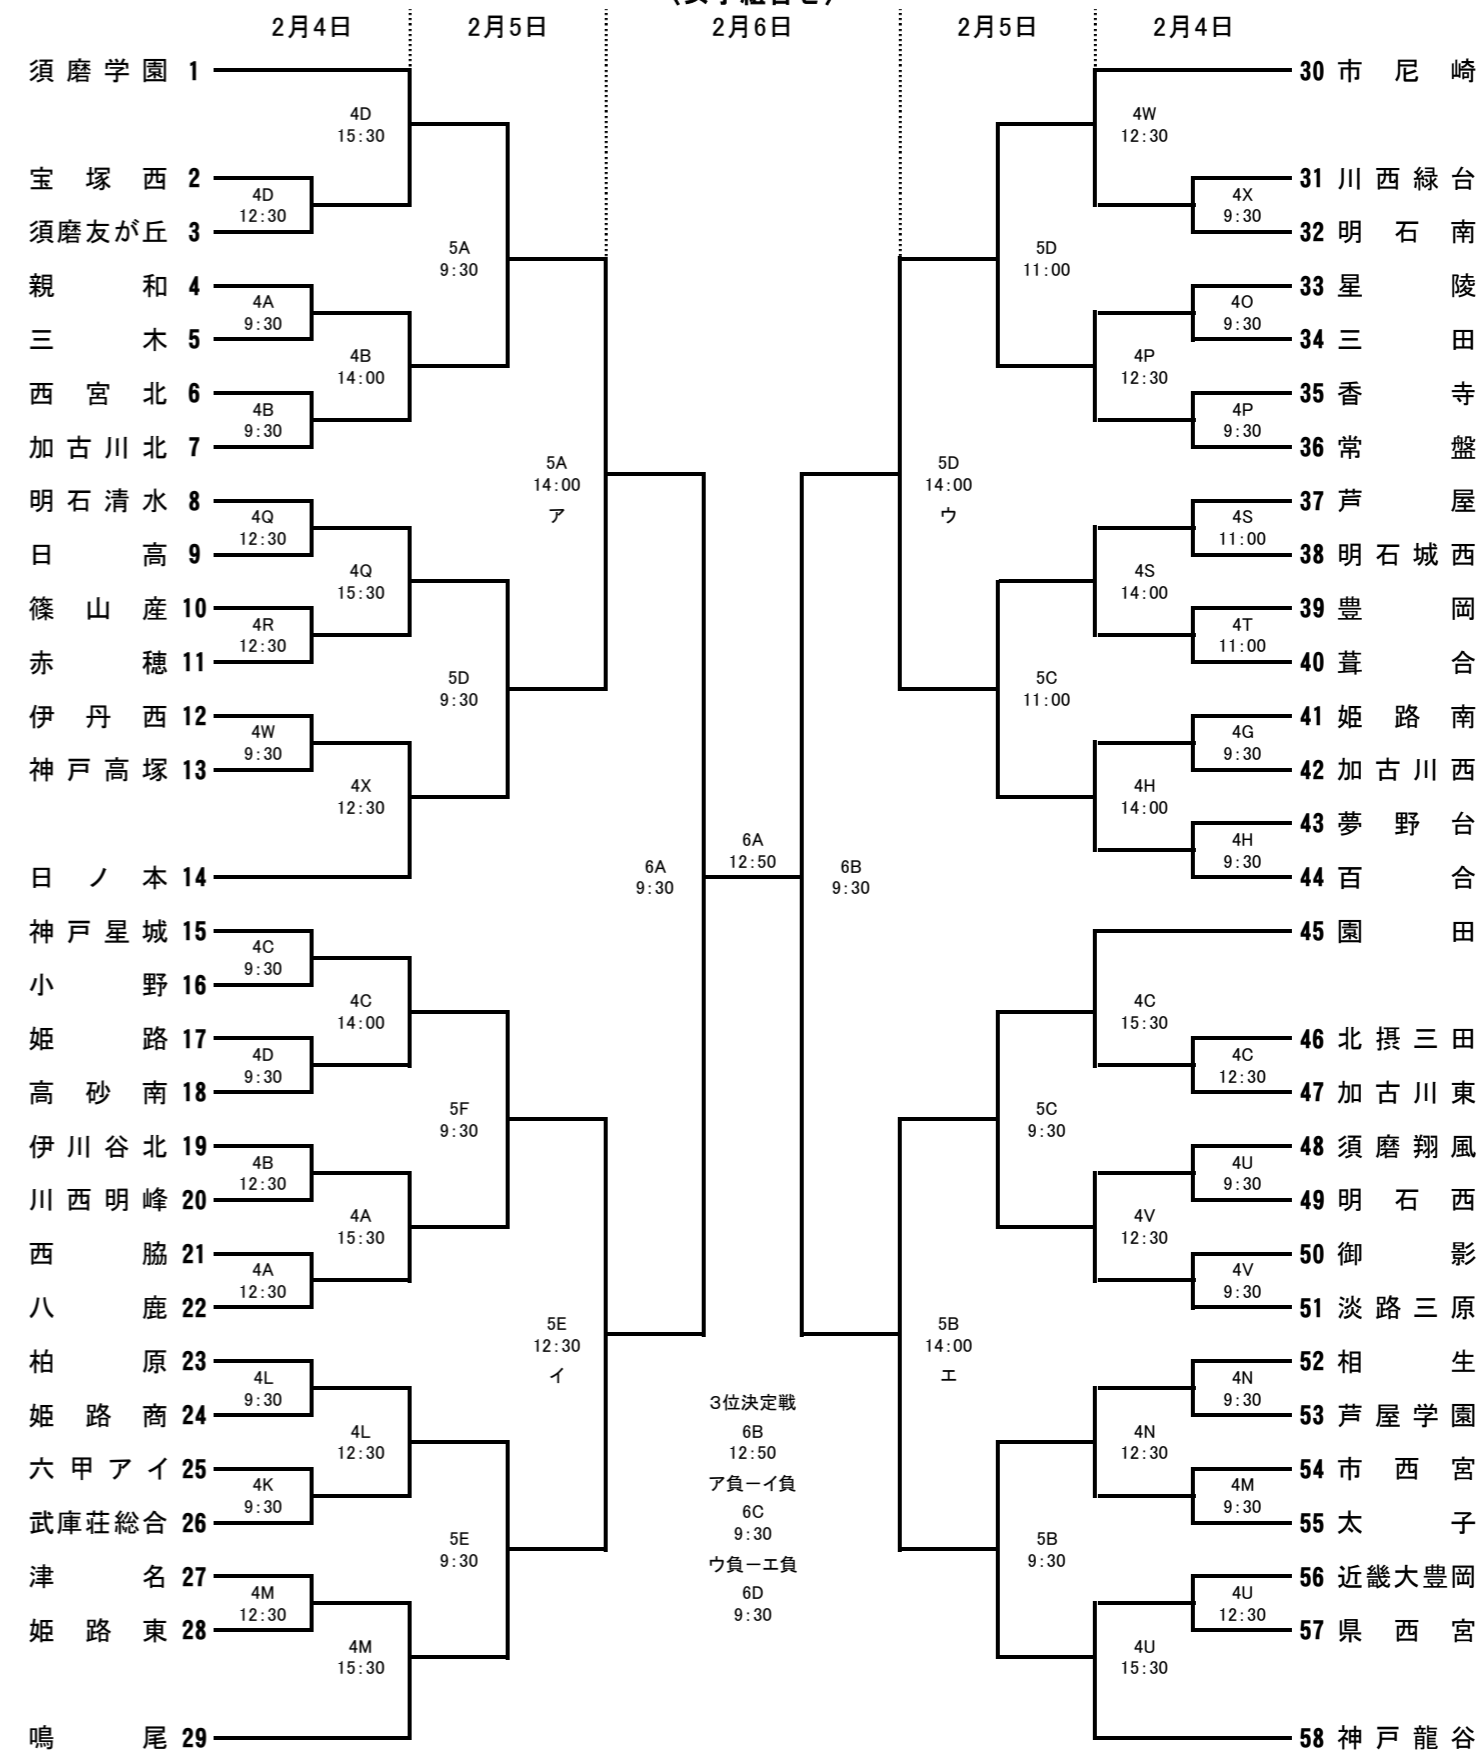 (女子組合せ)
2月4日 2月5日 2月6日 2月5日 2月4日
須磨学園 1
4D
15:30
宝塚西 2
4D
12:30
須磨友が丘 3
5A
9:30
親和 4
4A
9:30
三木 5
4B
14:00
西宮北 6
4B
9:30
加古川北 7
5A
14:00
ア
明石清水 8
4Q
12:30
日高 9
4Q
15:30
篠山産 10
4R
12:30
赤穂 11
5D
9:30
伊丹西 12
4W
9:30
神戸高塚 13
4X
12:30
日ノ本 14
6A
9:30
神戸星城 15
4C
9:30
小野 16
4C
14:00
姫路 17
4D
9:30
高砂南 18
5F
9:30
伊川谷北 19
4B
12:30
川西明峰 20
4A
15:30
西脇 21
4A
12:30
八鹿 22
5E
12:30
イ
柏原 23
4L
9:30
姫路商 24
4L
12:30
六甲アイ 25
4K
9:30
武庫荘総合 26
5E
9:30
津名 27
4M
12:30
姫路東 28
4M
15:30
鳴尾 29
6A
12:50
3位決定戦
6B
12:50
ア負ーイ負
6C
9:30
ウ負ーエ負
6D
9:30
30 市尼崎
4W
12:30
31 川西緑台
4X
9:30
32 明石南
5D
11:00
33 星陵
4O
9:30
34 三田
4P
12:30
35 香寺
4P
9:30
36 常盤
5D
14:00
ウ
37 芦屋
4S
11:00
38 明石城西
4S
14:00
39 豊岡
4T
11:00
40 葺合
5C
11:00
41 姫路南
4G
9:30
42 加古川西
4H
14:00
43 夢野台
4H
9:30
44 百合
6B
9:30
45 園田
4C
15:30
46 北摂三田
4C
12:30
47 加古川東
5C
9:30
48 須磨翔風
4U
9:30
49 明石西
4V
12:30
50 御影
4V
9:30
51 淡路三原
5B
14:00
エ
52 相生
4N
9:30
53 芦屋学園
4N
12:30
54 市西宮
4M
9:30
55 太子
5B
9:30
56 近畿大豊岡
4U
12:30
57 県西宮
4U
15:30
58 神戸龍谷